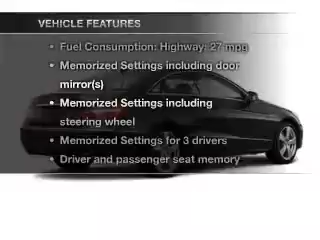 VEHICLE FEATURES
• Fuel Consumption: Highway: 27 mpg
• Memorized Settings including door
mirror(s)
• Memorized Settings including
steering wheel
• Memorized Settings for 3 drivers
• Driver and passenger seat memory